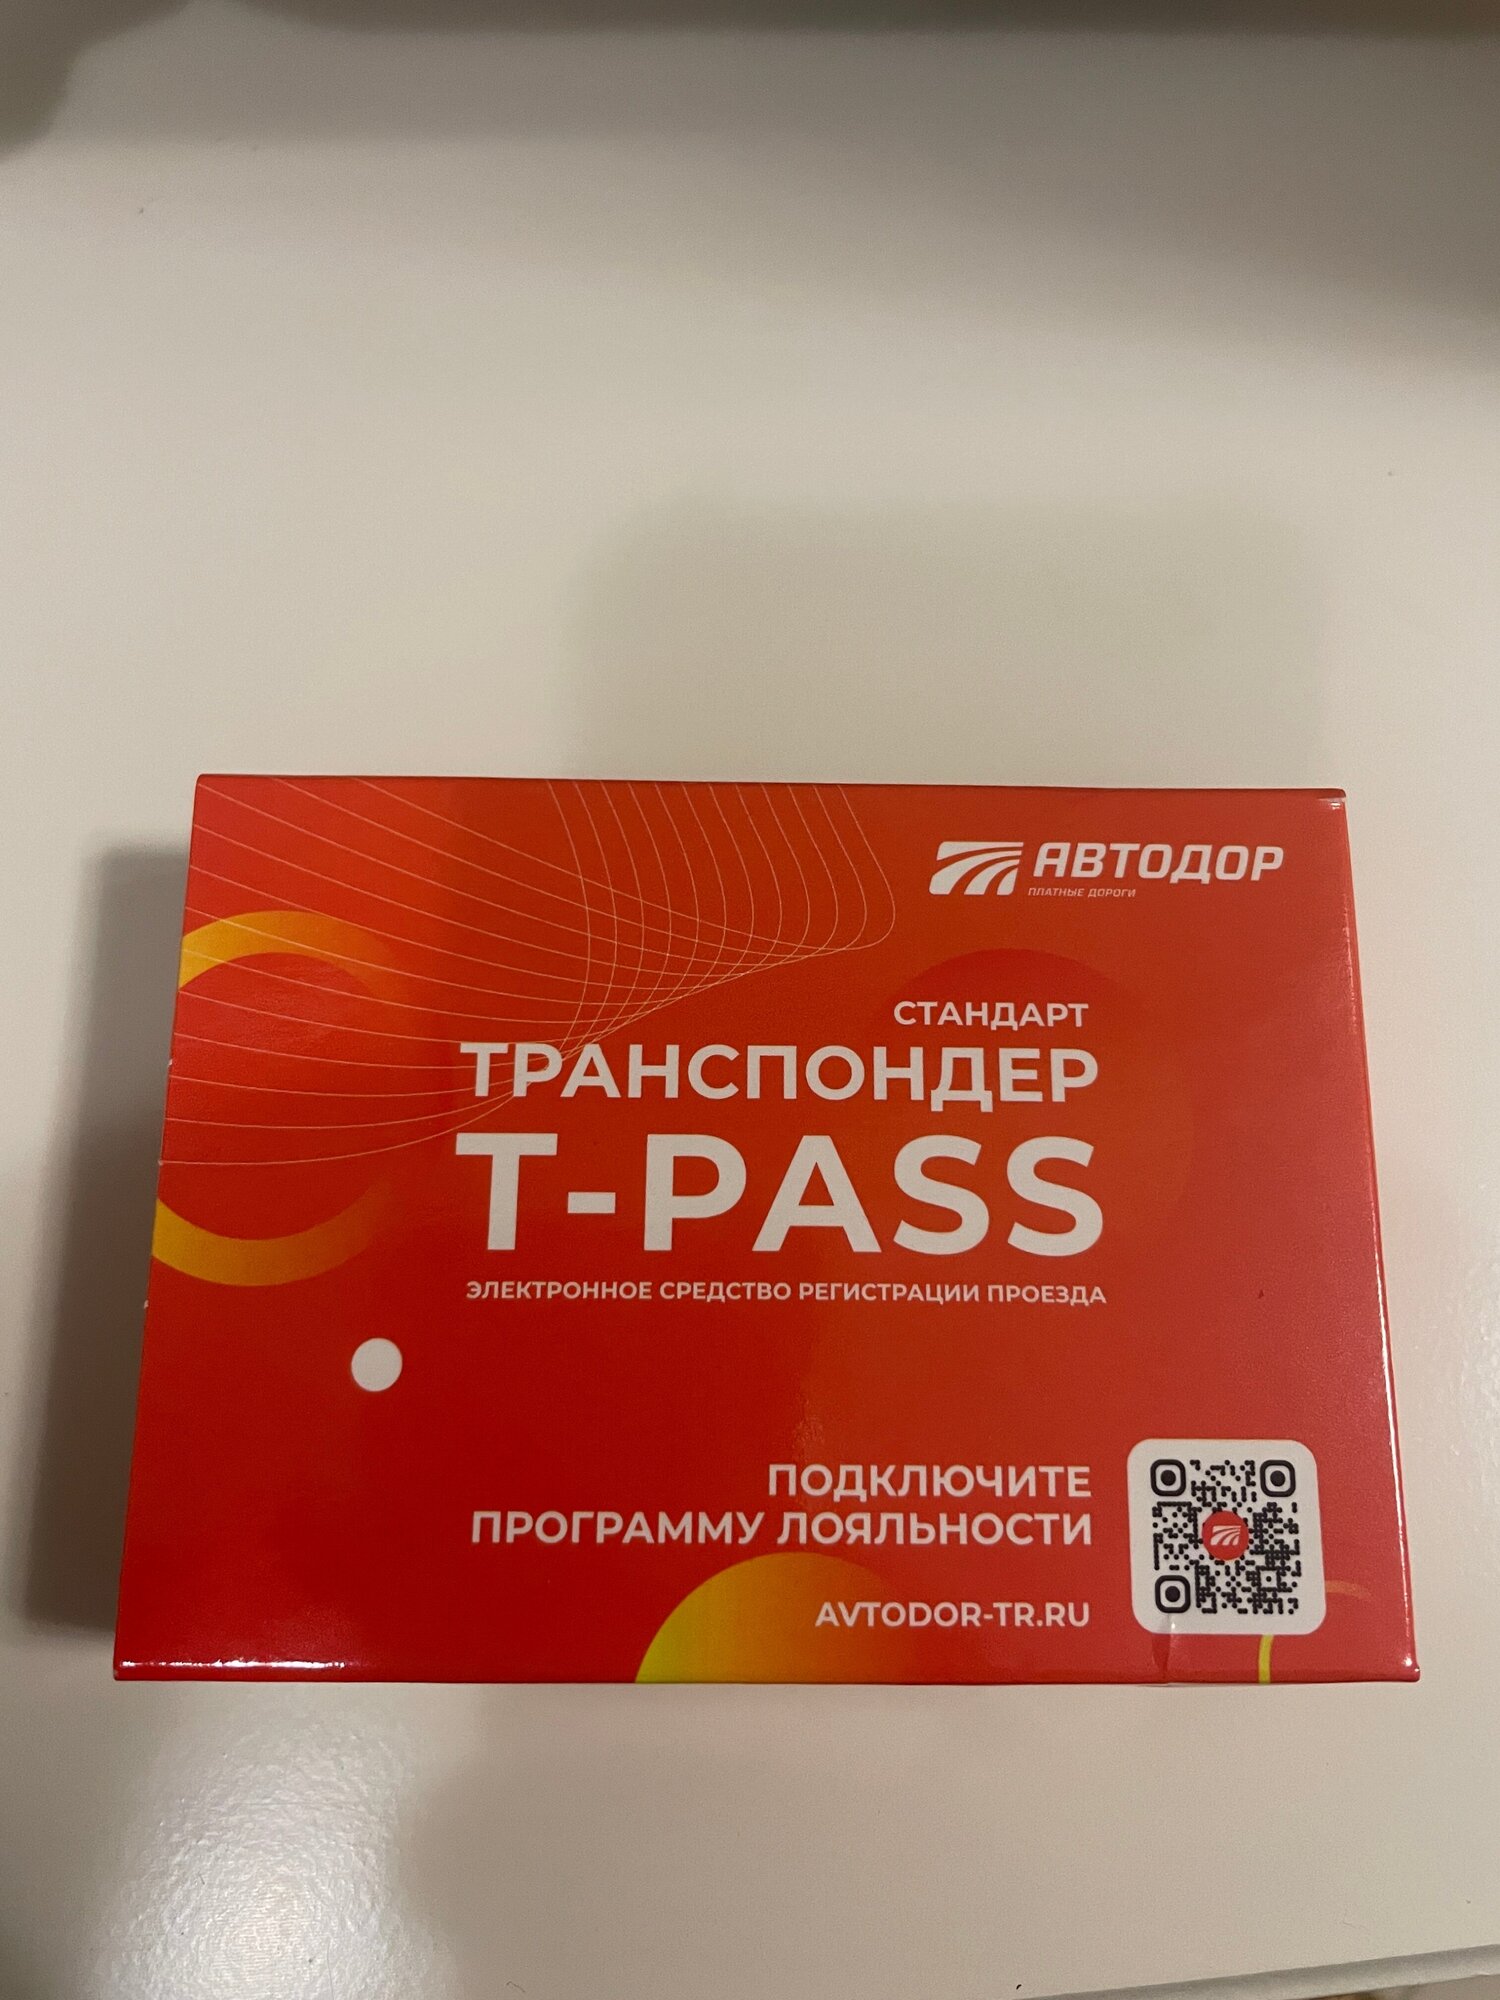 АВТОДОР
ПЛАТНЫЕ ДОРОГИ
СТАНДАРТ
ТРАНСПОНДЕР
T-PASS
ЭЛЕКТРОННОЕ СРЕДСТВО РЕГИСТРАЦИИ ПРОЕЗДА
ПОДКЛЮЧИТЕ
ПРОГРАММУ ЛОЯЛЬНОСТИ
AVTODOR-TR.RU